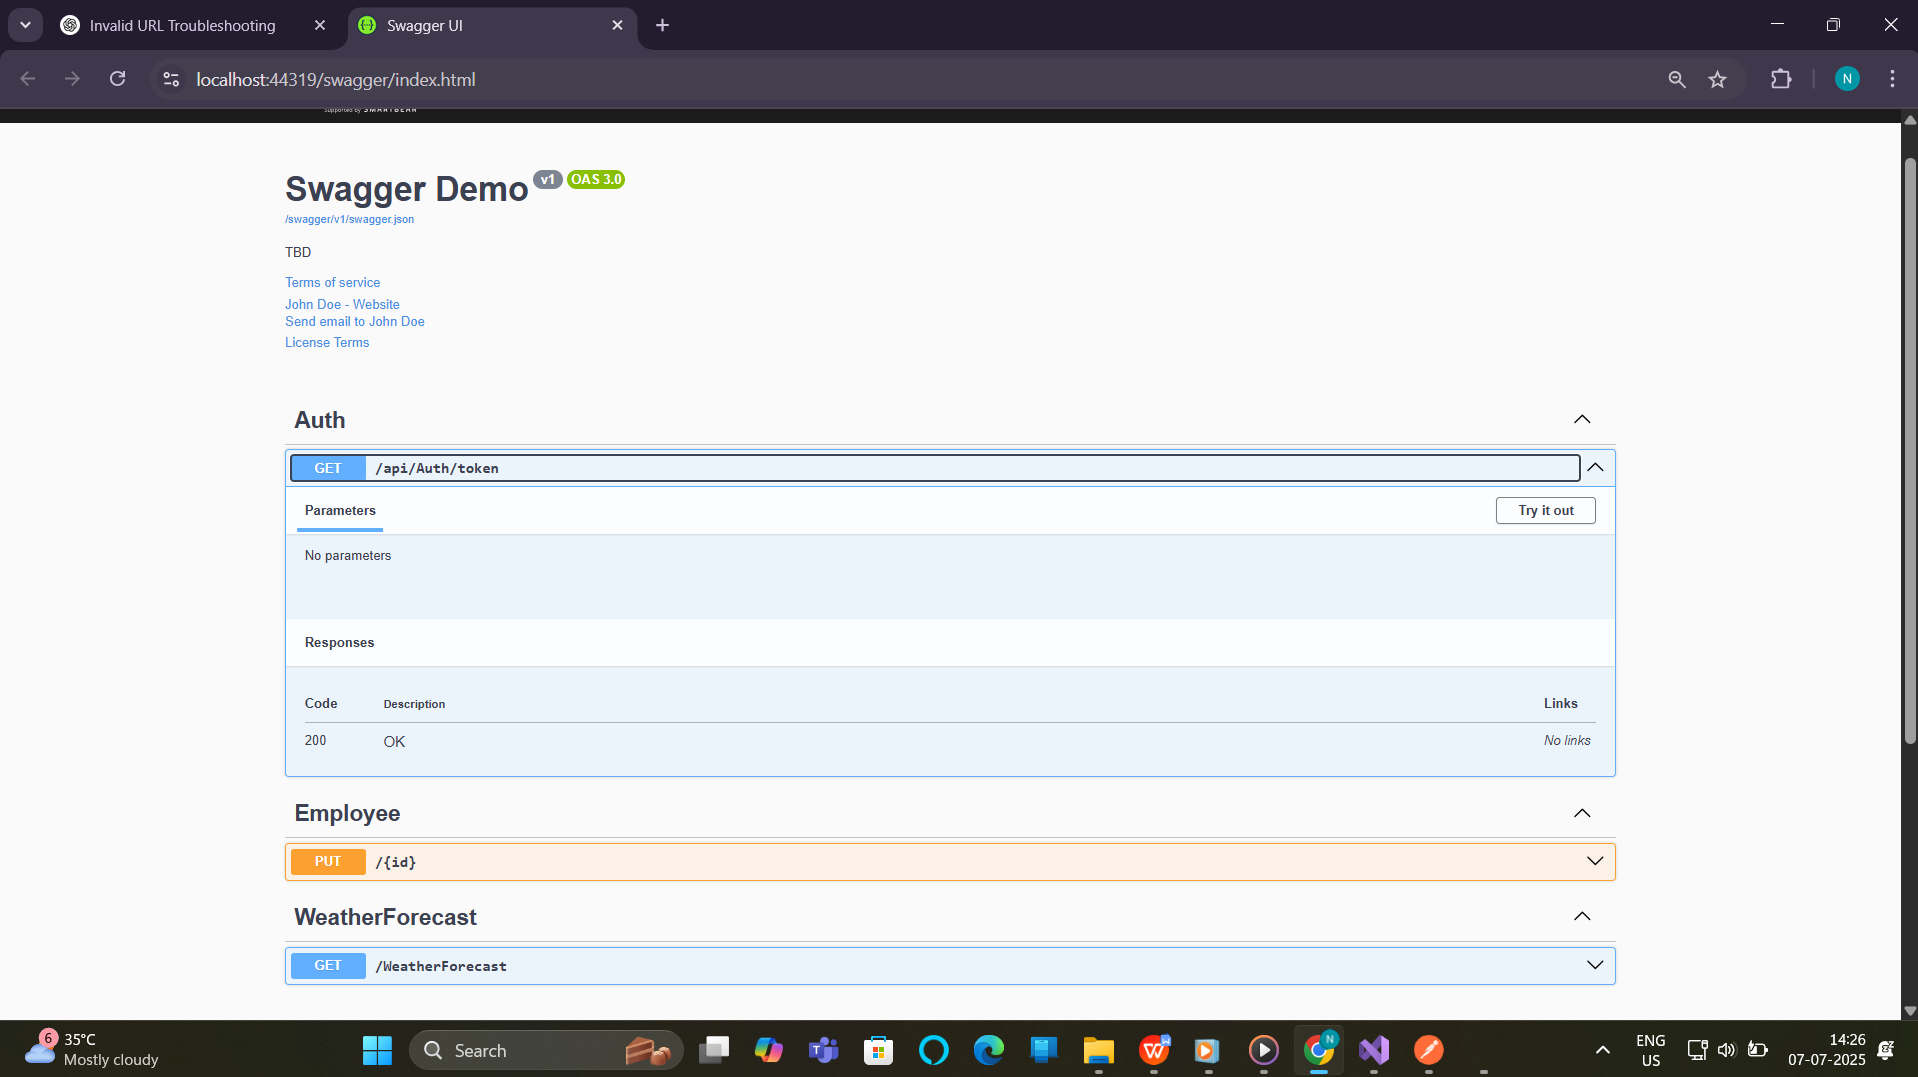 Invalid URL Troubleshooting
Swagger UI
localhost:44319/swagger/index.html
N
Supported by SMARTBEAR
Swagger Demo v1 OAS 3.0
/swagger/v1/swagger.json
TBD
Terms of service
John Doe - Website
Send email to John Doe
License Terms
Auth
GET /api/Auth/token
Parameters
Try it out
No parameters
Responses
Code Description Links
200 OK No links
Employee
PUT /{id}
WeatherForecast
GET /WeatherForecast
6
35°C
Mostly cloudy
Search
N
ENG
US
14:26
07-07-2025